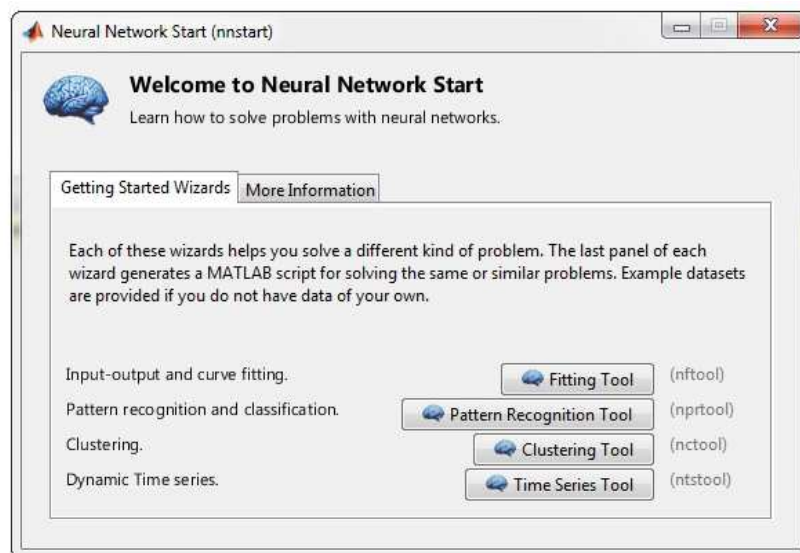 Neural Network Start (nnstart)
Welcome to Neural Network Start
Learn how to solve problems with neural networks.
Getting Started Wizards More Information
Each of these wizards helps you solve a different kind of problem. The last panel of each
wizard generates a MATLAB script for solving the same or similar problems. Example datasets
are provided if you do not have data of your own.
Input-output and curve fitting. Fitting Tool (nftool)
Pattern recognition and classification. Pattern Recognition Tool (nprtool)
Clustering. Clustering Tool (nctool)
Dynamic Time series. Time Series Tool (ntstool)